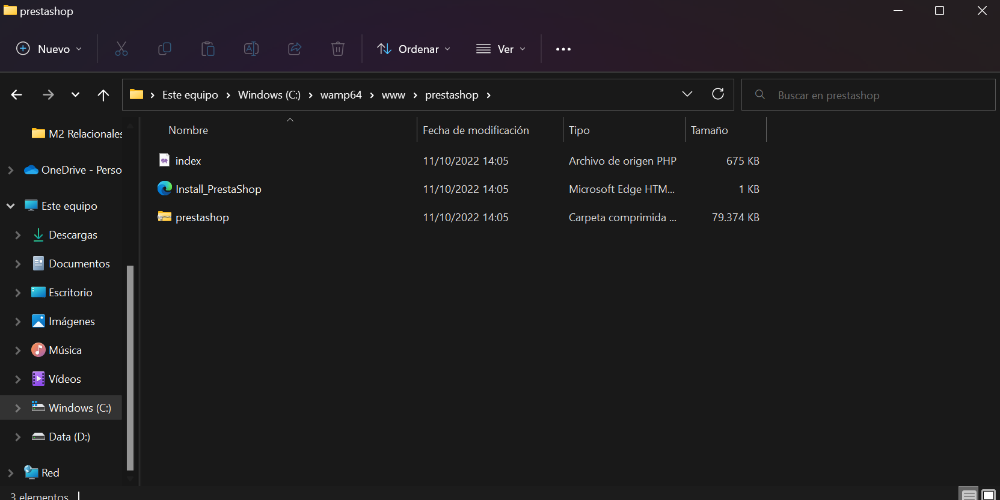 prestashop
Nuevo Ordenar Ver
Este equipo Windows (C:) wamp64 www prestashop
Buscar en prestashop
M2 Relacionales
OneDrive - Perso
Este equipo
Descargas
Documentos
Escritorio
Imágenes
Música
Vídeos
Windows (C:)
Data (D:)
Red
Nombre Fecha de modificación Tipo Tamaño
index 11/10/2022 14:05 Archivo de origen PHP 675 KB
Install_PrestaShop 11/10/2022 14:05 Microsoft Edge HTM... 1 KB
prestashop 11/10/2022 14:05 Carpeta comprimida ... 79.374 KB
3 elementos